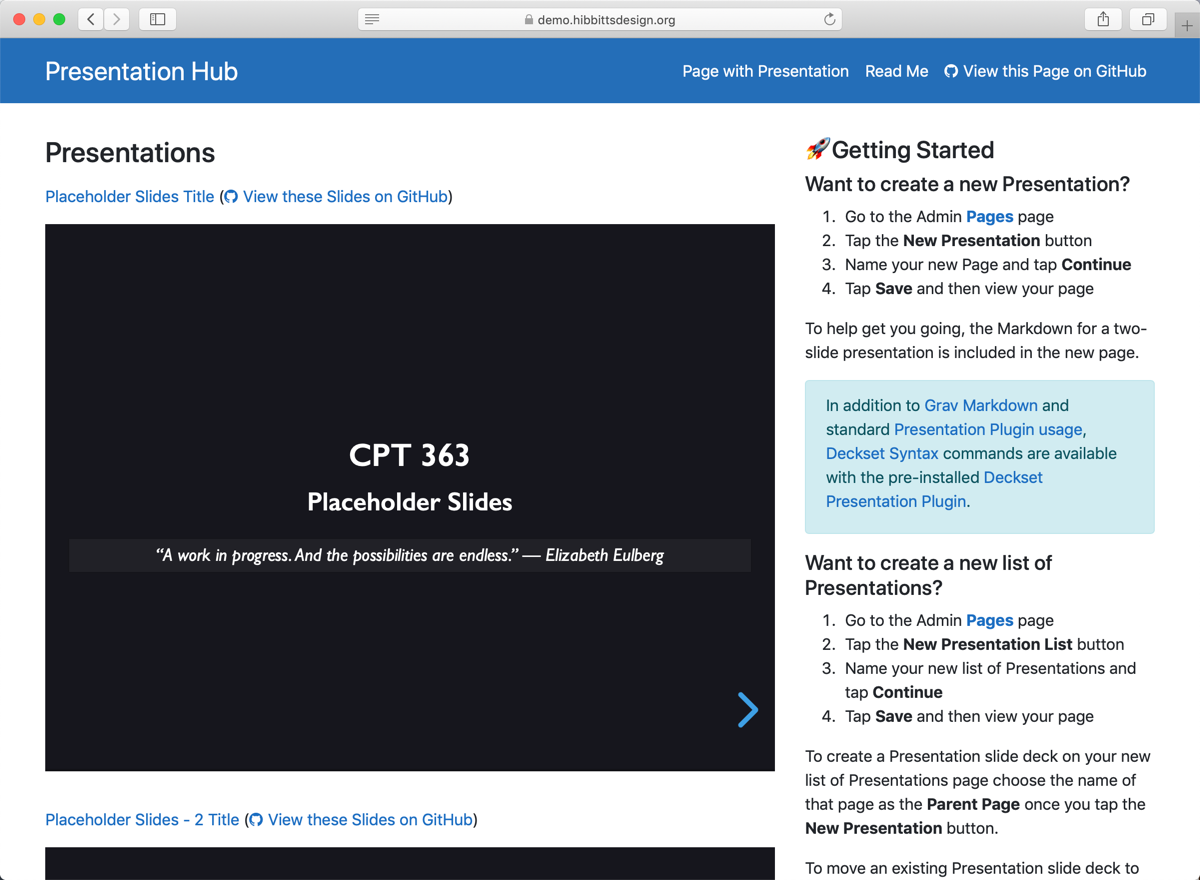 demo.hibbittsdesign.org
Presentation Hub
Page with Presentation Read Me View this Page on GitHub
Presentations
Placeholder Slides Title (View these Slides on GitHub)
CPT 363
Placeholder Slides
“A work in progress. And the possibilities are endless.” — Elizabeth Eulberg
Placeholder Slides - 2 Title (View these Slides on GitHub)
🚀Getting Started
Want to create a new Presentation?
1. Go to the Admin Pages page
2. Tap the New Presentation button
3. Name your new Page and tap Continue
4. Tap Save and then view your page
To help get you going, the Markdown for a two-
slide presentation is included in the new page.
In addition to Grav Markdown and
standard Presentation Plugin usage,
Deckset Syntax commands are available
with the pre-installed Deckset
Presentation Plugin.
Want to create a new list of
Presentations?
1. Go to the Admin Pages page
2. Tap the New Presentation List button
3. Name your new list of Presentations and
tap Continue
4. Tap Save and then view your page
To create a Presentation slide deck on your new
list of Presentations page choose the name of
that page as the Parent Page once you tap the
New Presentation button.
To move an existing Presentation slide deck to